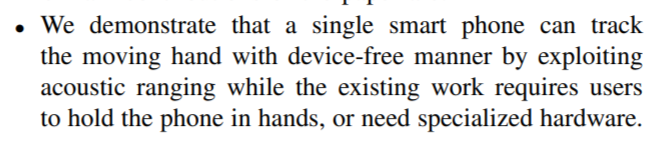 • We demonstrate that a single smart phone can track
the moving hand with device-free manner by exploiting
acoustic ranging while the existing work requires users
to hold the phone in hands, or need specialized hardware.